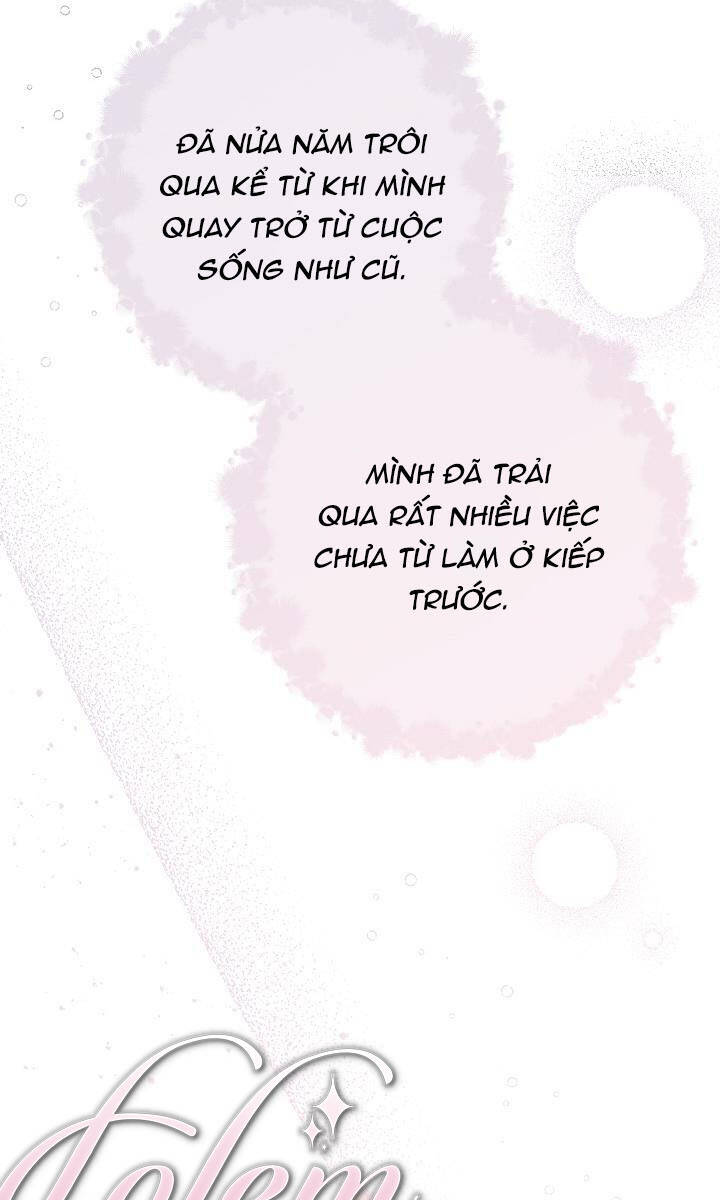 ĐÃ NỬA NĂM TRÔI
QUA KỂ TỪ KHI MÌNH
QUAY TRỞ TỪ CUỘC
SỐNG NHƯ CŨ.
MÌNH ĐÃ TRẢI
QUA RẤT NHIỀU VIỆC
CHƯA TỪ LÀM Ở KIẾP
TRƯỚC.